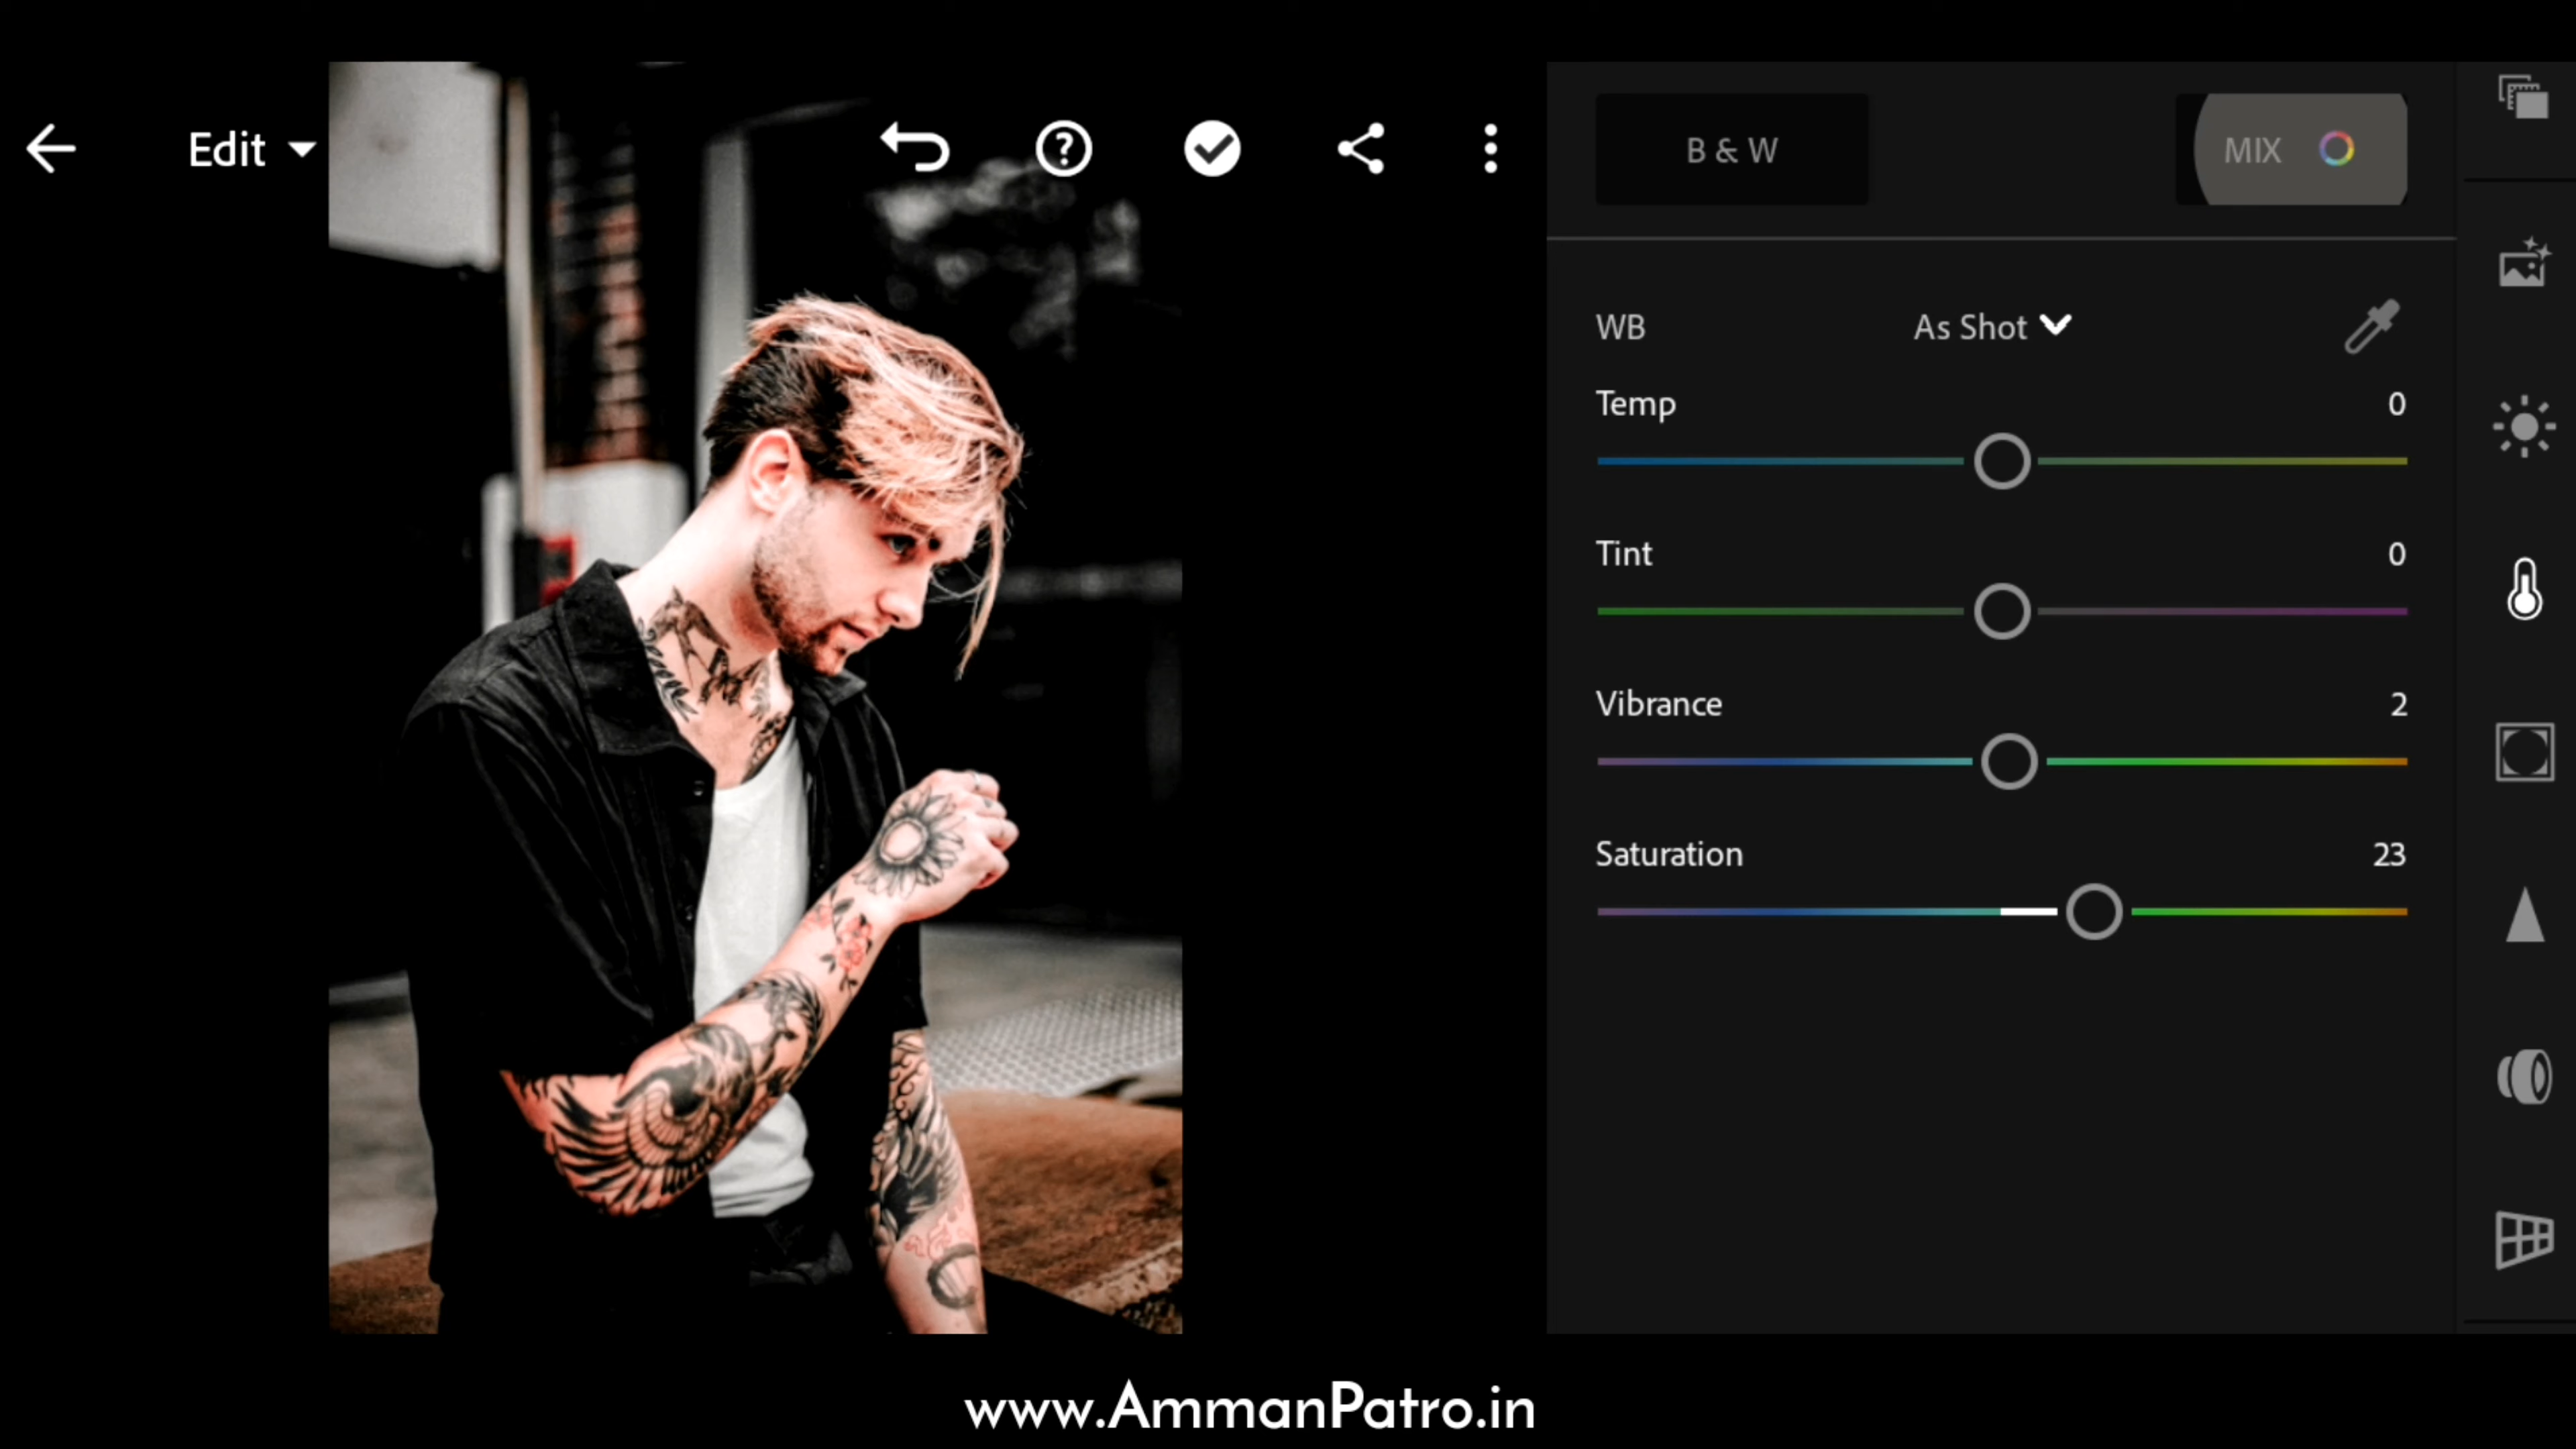 Edit
B & W
MIX
WB As Shot
Temp 0
Tint 0
Vibrance 2
Saturation 23
www.AmmanPatro.in